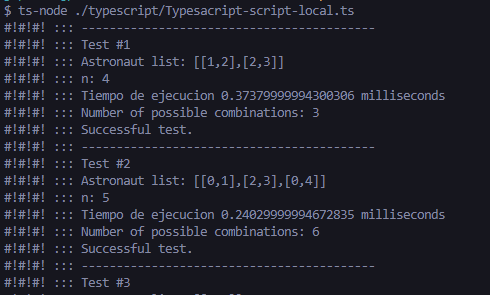 $ ts-node ./typescript/Typesacript-script-local.ts
#!#!#! ::: -----------------------------------------
#!#!#! ::: Test #1
#!#!#! ::: Astronaut list: [[1,2],[2,3]]
#!#!#! ::: n: 4
#!#!#! ::: Tiempo de ejecucion 0.37379999994300306 milliseconds
#!#!#! ::: Number of possible combinations: 3
#!#!#! ::: Successful test.
#!#!#! ::: -----------------------------------------
#!#!#! ::: Test #2
#!#!#! ::: Astronaut list: [[0,1],[2,3],[0,4]]
#!#!#! ::: n: 5
#!#!#! ::: Tiempo de ejecucion 0.24029999994672835 milliseconds
#!#!#! ::: Number of possible combinations: 6
#!#!#! ::: Successful test.
#!#!#! ::: -----------------------------------------
#!#!#! ::: Test #3